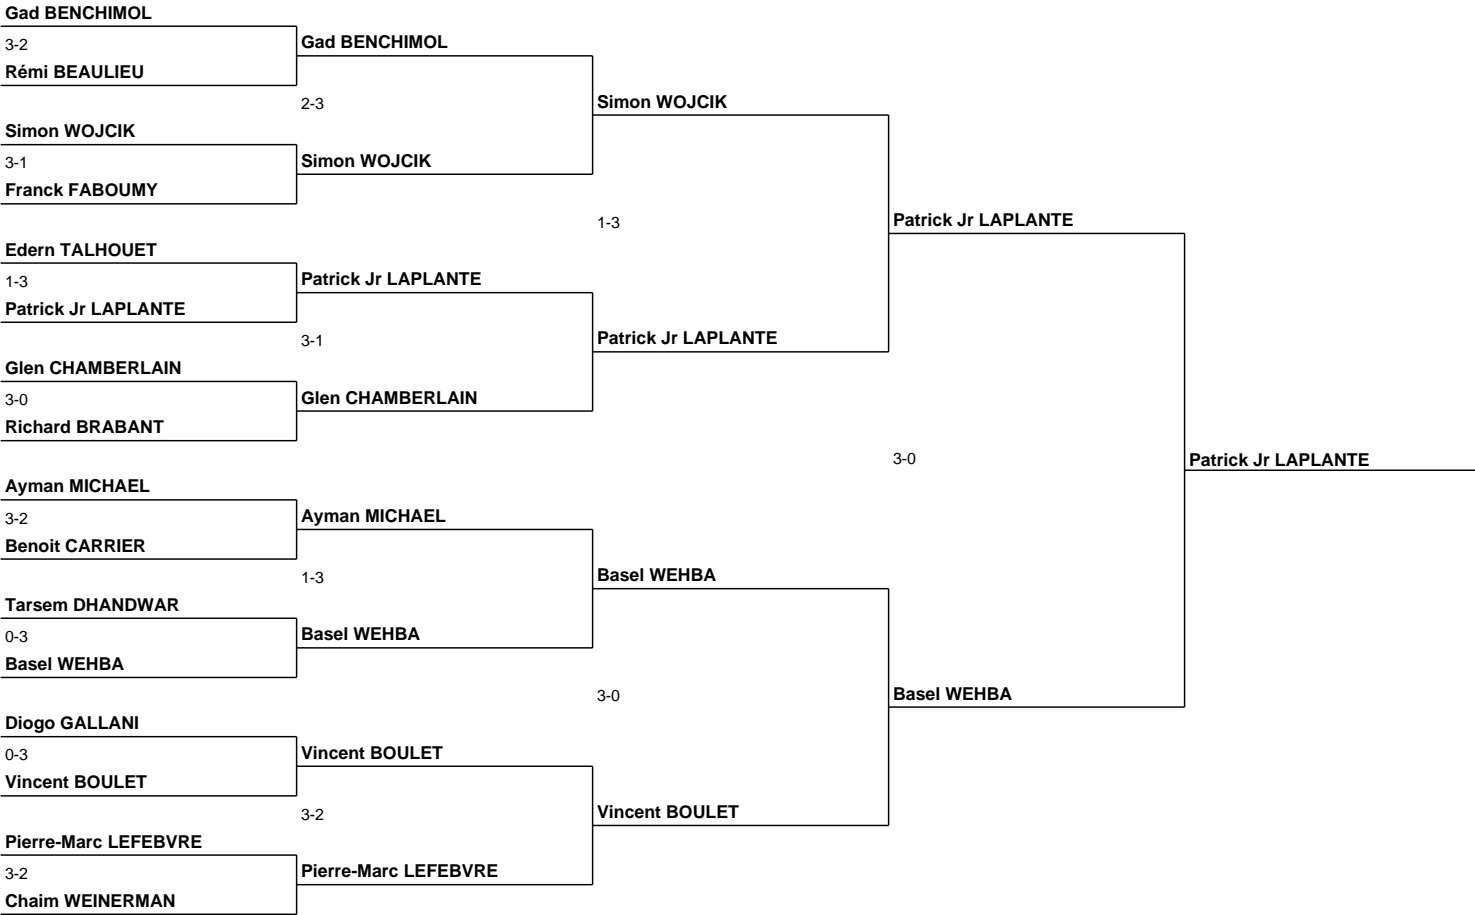 Gad BENCHIMOL
3-2
Rémi BEAULIEU
Simon WOJCIK
3-1
Franck FABOUMY
Edern TALHOUET
1-3
Patrick Jr LAPLANTE
Glen CHAMBERLAIN
3-0
Richard BRABANT
Ayman MICHAEL
3-2
Benoit CARRIER
Tarsem DHANDWAR
0-3
Basel WEHBA
Diogo GALLANI
0-3
Vincent BOULET
Pierre-Marc LEFEBVRE
3-2
Chaim WEINERMAN
Gad BENCHIMOL
2-3
Simon WOJCIK
Patrick Jr LAPLANTE
3-1
Glen CHAMBERLAIN
Ayman MICHAEL
1-3
Basel WEHBA
Vincent BOULET
3-2
Pierre-Marc LEFEBVRE
Simon WOJCIK
1-3
Patrick Jr LAPLANTE
Basel WEHBA
3-0
Vincent BOULET
Patrick Jr LAPLANTE
3-0
Basel WEHBA
Patrick Jr LAPLANTE